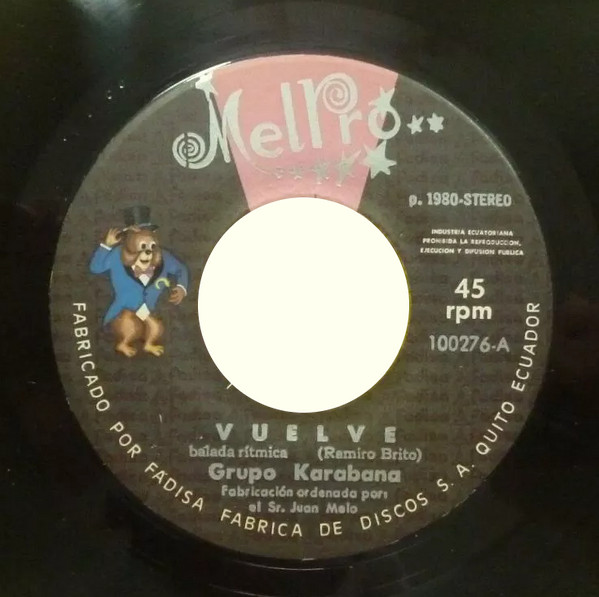 MelPro
p. 1980-STEREO
INDUSTRIA ECUATORIANA
PROHIBIDA LA REPRODUCCION,
EJECUCION Y DIFUSION PUBLICA
45
rpm
100276-A
VUELVE
balada rítmica (Ramiro Brito)
Grupo Karabana
Fabricación ordenada por:
el Sr. Juan Melo
FABRICADO POR FADISA FABRICA DE DISCOS S. A. QUITO ECUADOR